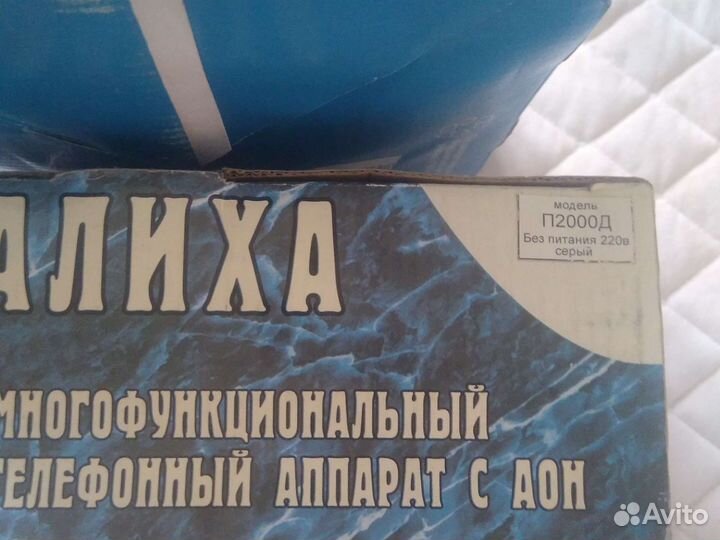 АЛИХА
модель
П2000Д
Без питания 220в
серый
МНОГОФУНКЦИОНАЛЬНЫЙ
ТЕЛЕФОННЫЙ АППАРАТ С АОН
Avito